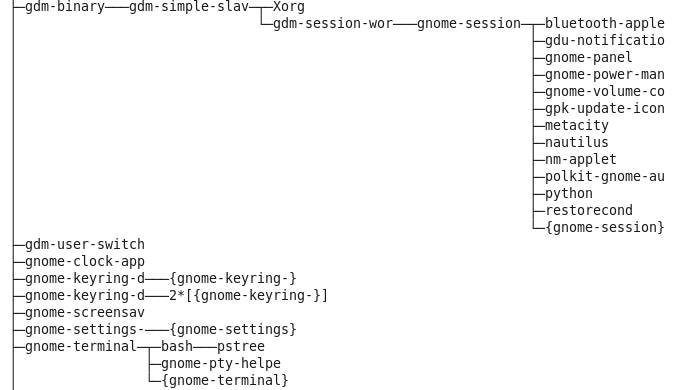 ├─gdm-binary───gdm-simple-slav─┬─Xorg
│                              └─gdm-session-wor───gnome-session─┬─bluetooth-apple
│                                                                ├─gdu-notificatio
│                                                                ├─gnome-panel
│                                                                ├─gnome-power-man
│                                                                ├─gnome-volume-co
│                                                                ├─gpk-update-icon
│                                                                ├─metacity
│                                                                ├─nautilus
│                                                                ├─nm-applet
│                                                                ├─polkit-gnome-au
│                                                                ├─python
│                                                                ├─restorecond
│                                                                └─{gnome-session}
├─gdm-user-switch
├─gnome-clock-app
├─gnome-keyring-d───{gnome-keyring-}
├─gnome-keyring-d───2*[{gnome-keyring-}]
├─gnome-screensav
├─gnome-settings-───{gnome-settings}
├─gnome-terminal─┬─bash───pstree
│                ├─gnome-pty-helpe
│                └─{gnome-terminal}